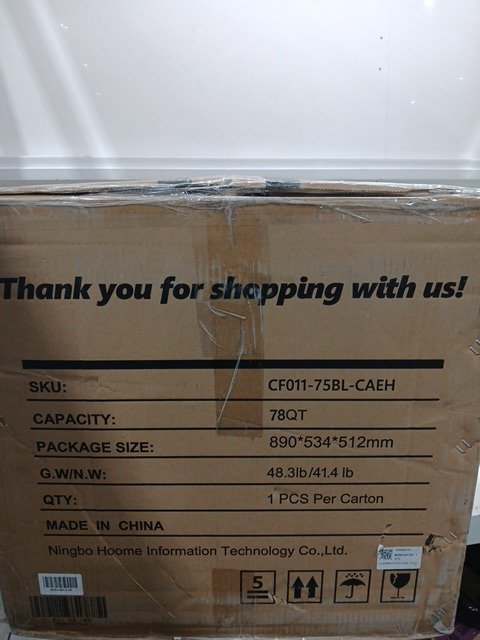 Thank you for shopping with us!
SKU: CF011-75BL-CAEH
CAPACITY: 78QT
PACKAGE SIZE: 890*534*512mm
G.W/N.W: 48.3lb/41.4 lb
QTY: 1 PCS Per Carton
MADE IN CHINA
Ningbo Hoome Information Technology Co.,Ltd.
5